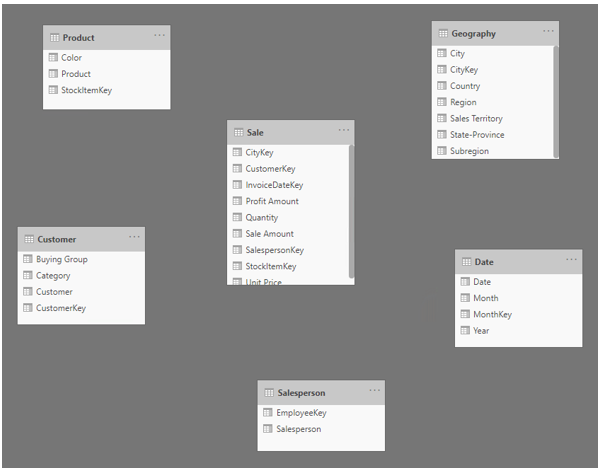 Product ...
Color
Product
StockItemKey
Geography ...
City
CityKey
Country
Region
Sales Territory
State-Province
Subregion
Sale ...
CityKey
CustomerKey
InvoiceDateKey
Profit Amount
Quantity
Sale Amount
SalespersonKey
StockItemKey
Unit Price
Customer ...
Buying Group
Category
Customer
CustomerKey
Date ...
Date
Month
MonthKey
Year
Salesperson ...
EmployeeKey
Salesperson